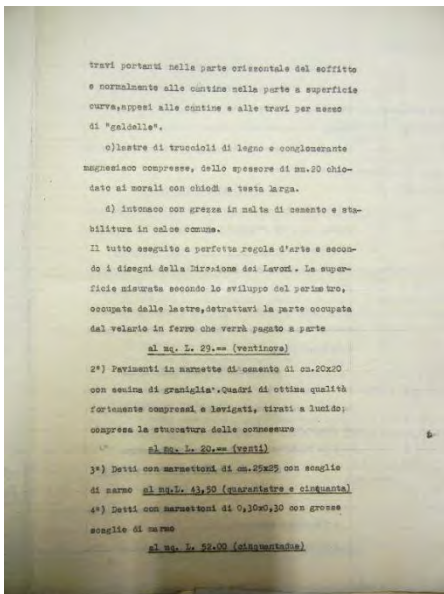 travi portanti nella parte orizzontale del soffitto
e normalmente alle cantine nella parte a superficie
curva,appesi alle cantine e alle travi per mezzo
di "galdelle".
c)lastre di truccioli di legno e conglomerante
magnesiaco compresse, dello spessore di mm.20 chio-
dato ai morali con chiodi a testa larga.
d) intonaco con grezza in malta di cemento e sta-
bilitura in calce comune.
Il tutto eseguito a perfetta regola d'arte e secon-
do i disegni della Direzione dei Lavori. La super-
ficie misurata secondo lo sviluppo del perimetro,
occupata dalle lastre,detrattavi la parte occupata
dal velario in ferro che verrà pagato a parte
al mq. L. 29.== (ventinove)
2°) Pavimenti in marmette di cemento di cm.20x20
con semina di graniglia.Quadri di ottima qualità
fortemente compressi e levigati, tirati a lucido;
compresa la stuccatura delle connessure
al mq. L. 20.== (venti)
3°) Detti con marmettoni di cm.25x25 con scaglie
di marmo al mq.L. 43,50 (quarantatre e cinquanta)
4°) Detti con marmettoni di 0,30x0,30 con grosse
scaglie di marmo
al mq. L. 52.00 (cinquantadue)